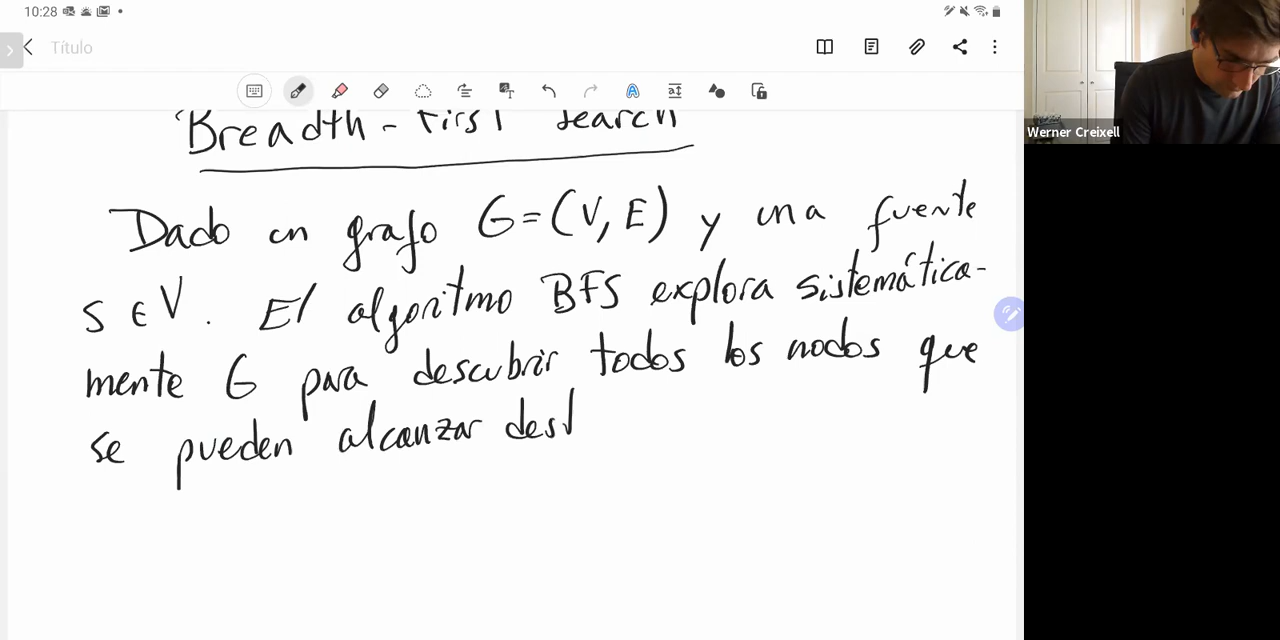 10:28
Título
Breadth - First Search
Dado un grafo G=(V,E) y una fuente
s ∈ V. El algoritmo BFS explora sistemática-
mente G para descubrir todos los nodos que
se pueden alcanzar desd
Werner Creixell